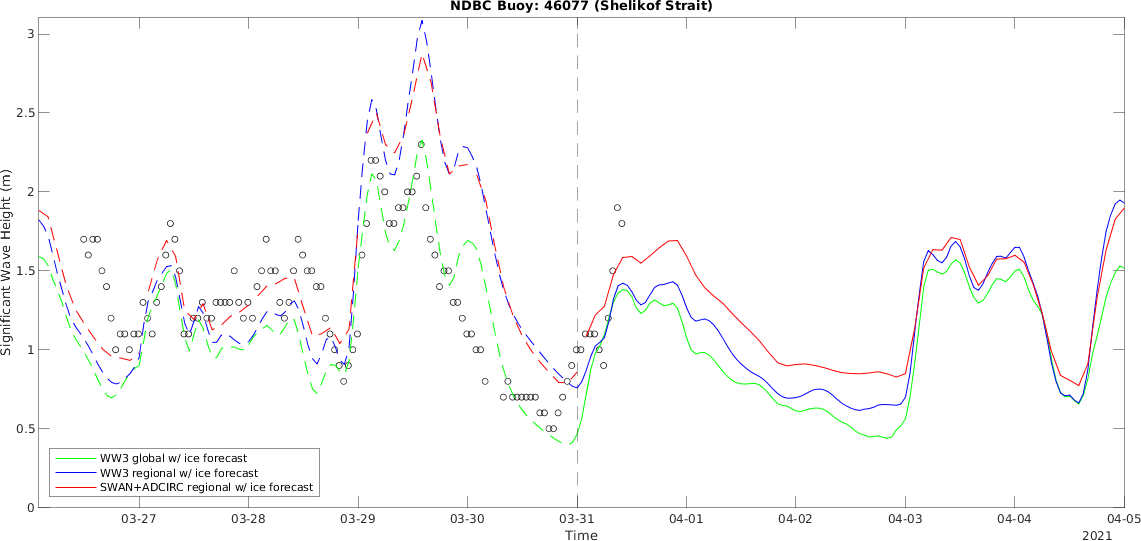 NDBC Buoy: 46077 (Shelikof Strait)
Significant Wave Height (m)
3
2.5
2
1.5
1
0.5
0
WW3 global w/ ice forecast
WW3 regional w/ ice forecast
SWAN+ADCIRC regional w/ ice forecast
03-27 03-28 03-29 03-30 03-31 04-01 04-02 04-03 04-04 04-05
Time
2021